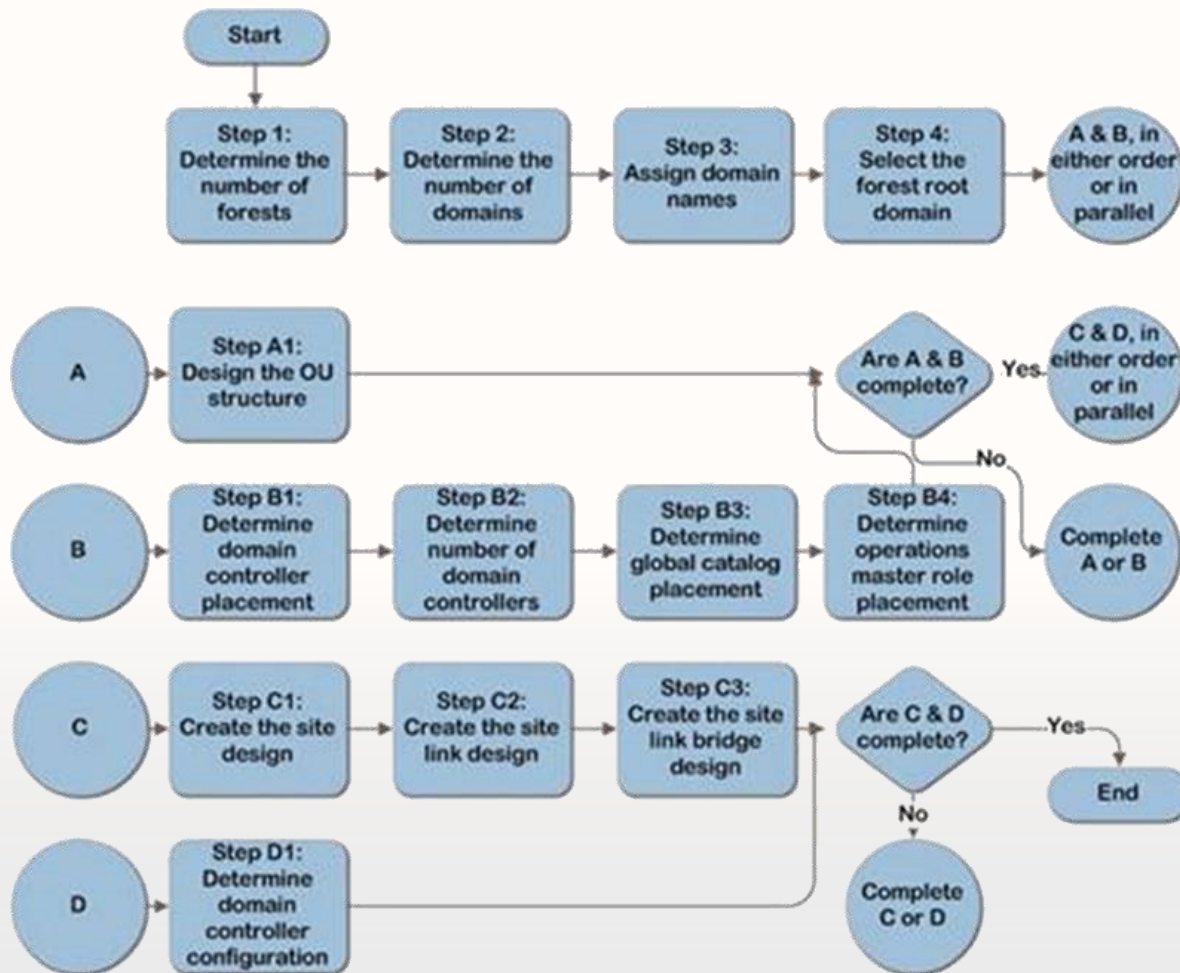 Start
Step 1:
Determine the
number of
forests
Step 2:
Determine the
number of
domains
Step 3:
Assign domain
names
Step 4:
Select the
forest root
domain
A & B, in
either order
or in
parallel
A
Step A1:
Design the OU
structure
Are A & B
complete?
Yes
C & D, in
either order
or in
parallel
No
B
Step B1:
Determine
domain
controller
placement
Step B2:
Determine
number of
domain
controllers
Step B3:
Determine
global catalog
placement
Step B4:
Determine
operations
master role
placement
Complete
A or B
C
Step C1:
Create the site
design
Step C2:
Create the site
link design
Step C3:
Create the site
link bridge
design
Are C & D
complete?
Yes
End
No
D
Step D1:
Determine
domain
controller
configuration
Complete
C or D